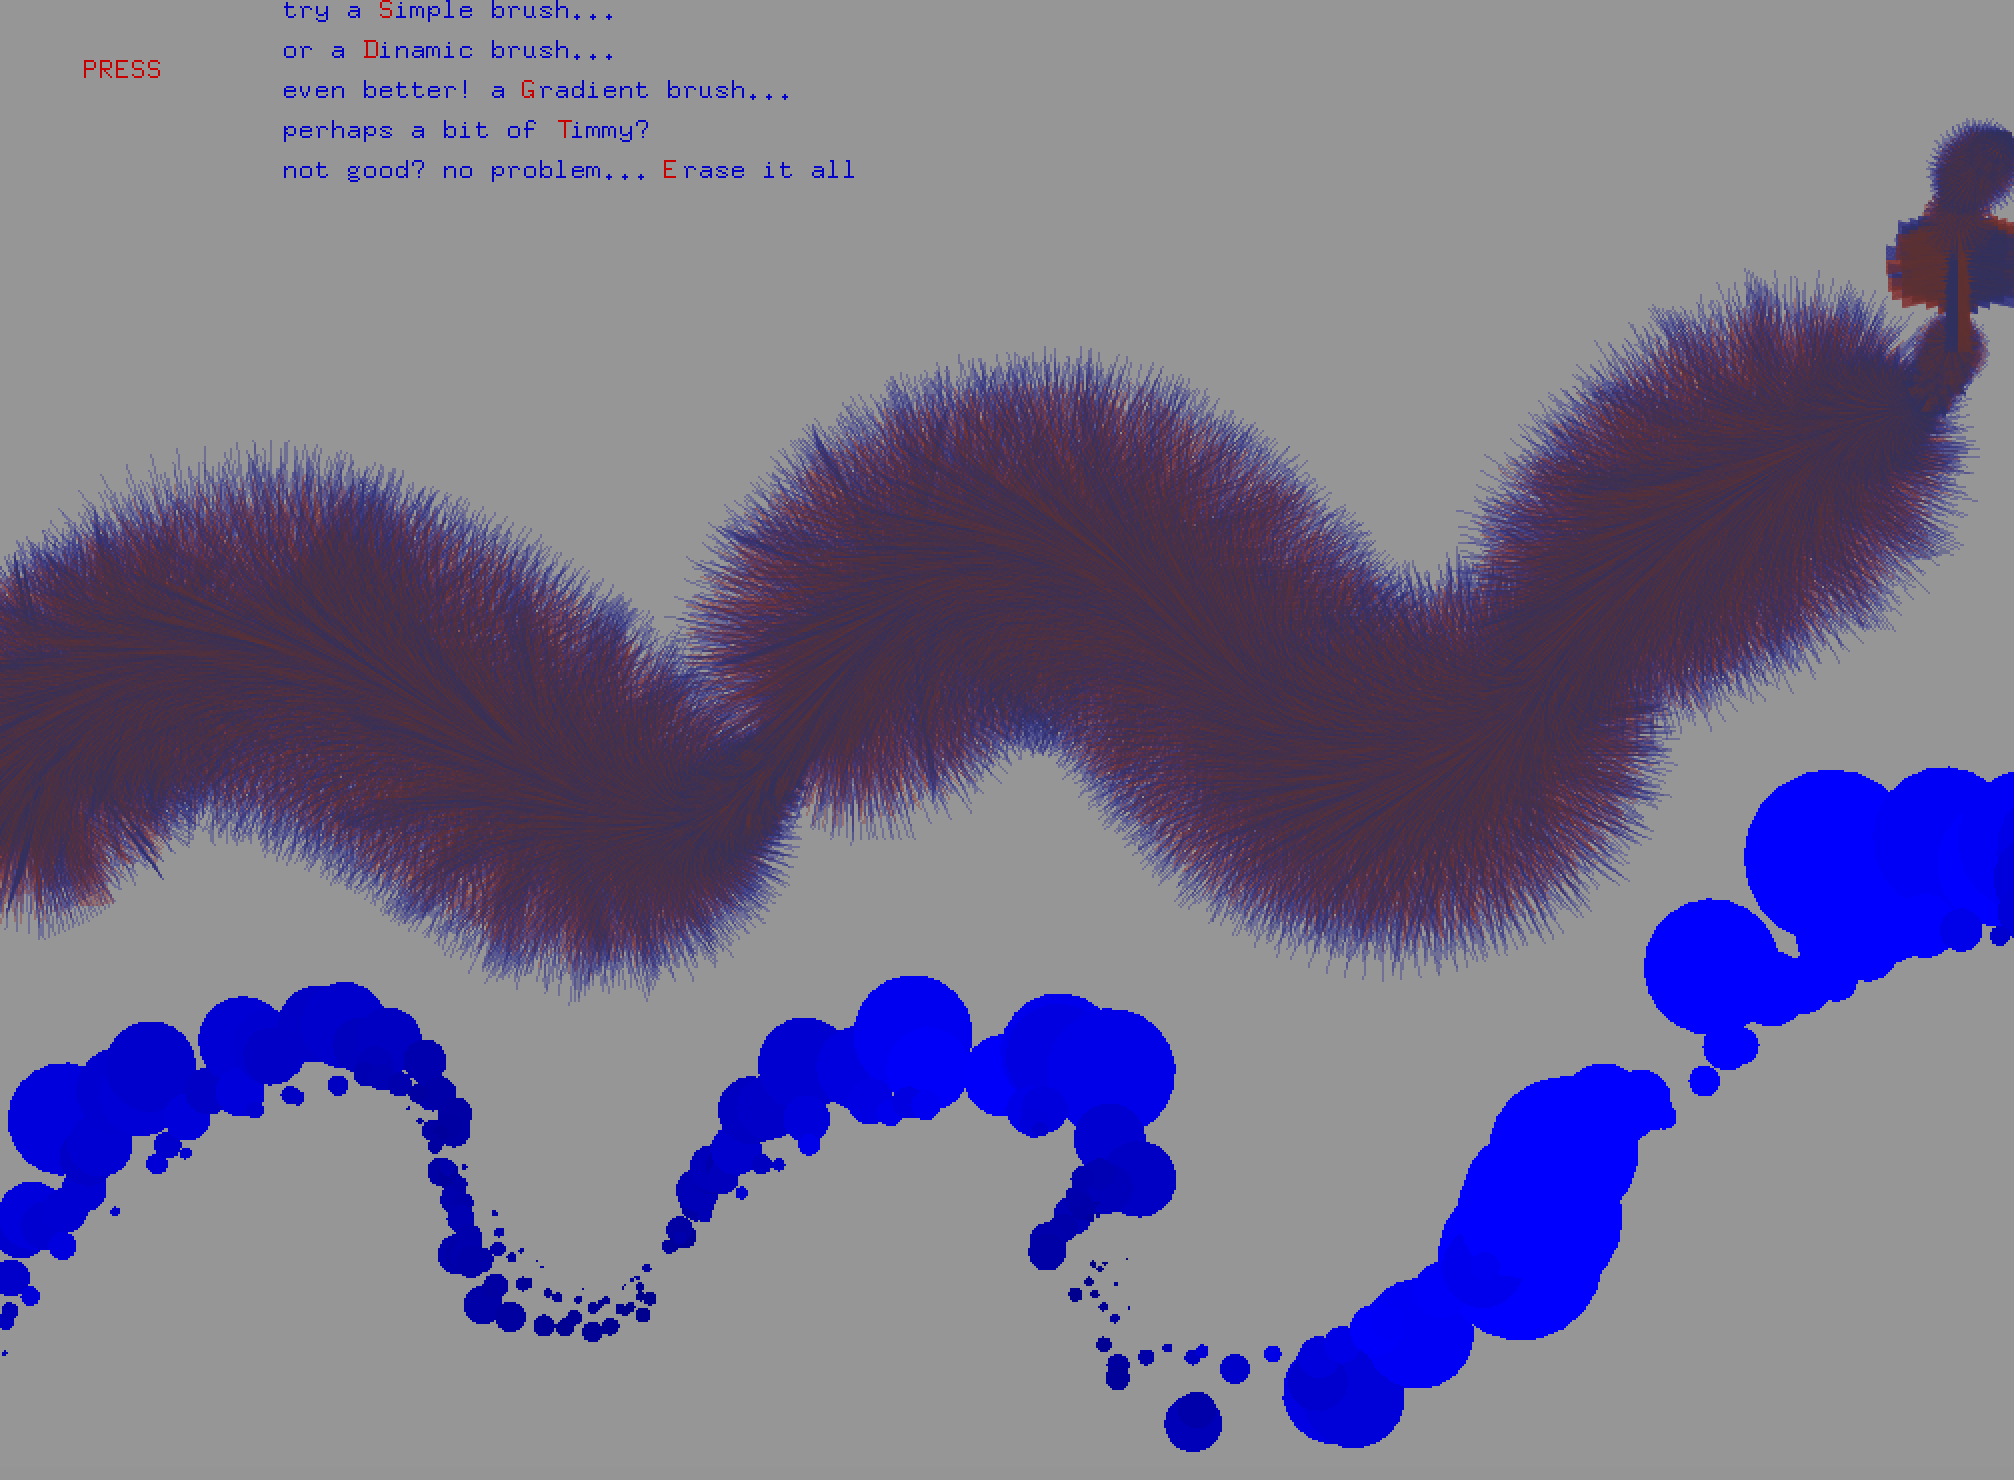 try a Simple brush...
or a Dinamic brush...
PRESS
even better! a Gradient brush...
perhaps a bit of Timmy?
not good? no problem... Erase it all